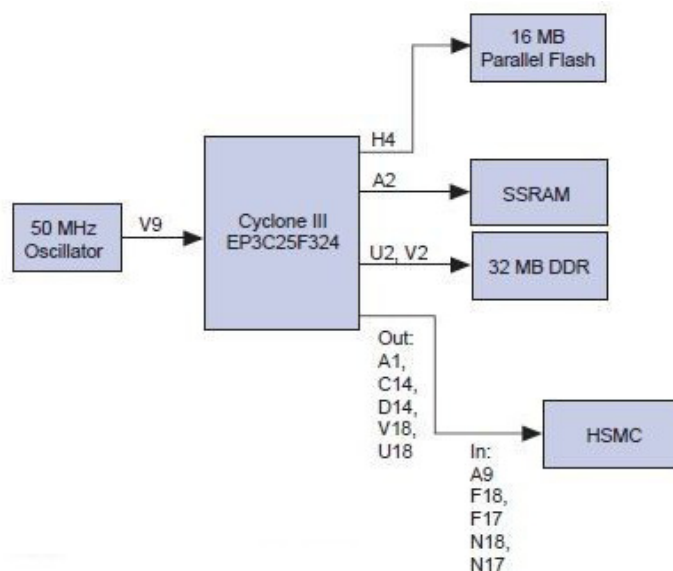 16 MB
Parallel Flash
H4
A2
SSRAM
Cyclone III
EP3C25F324
50 MHz
Oscillator
V9
U2, V2
32 MB DDR
Out:
A1,
C14,
D14,
V18,
U18
HSMC
In:
A9
F18,
F17
N18,
N17